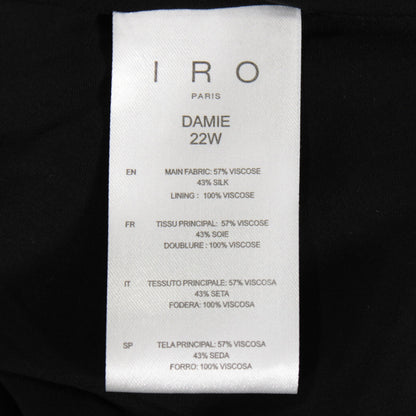 IRO
PARIS
DAMIE
22W
EN MAIN FABRIC: 57% VISCOSE
43% SILK
LINING : 100% VISCOSE
FR TISSU PRINCIPAL: 57% VISCOSE
43% SOIE
DOUBLURE : 100% VISCOSE
IT TESSUTO PRINCIPALE: 57% VISCOSA
43% SETA
FODERA: 100% VISCOSA
SP TELA PRINCIPAL: 57% VISCOSA
43% SEDA
FORRO: 100% VISCOSA